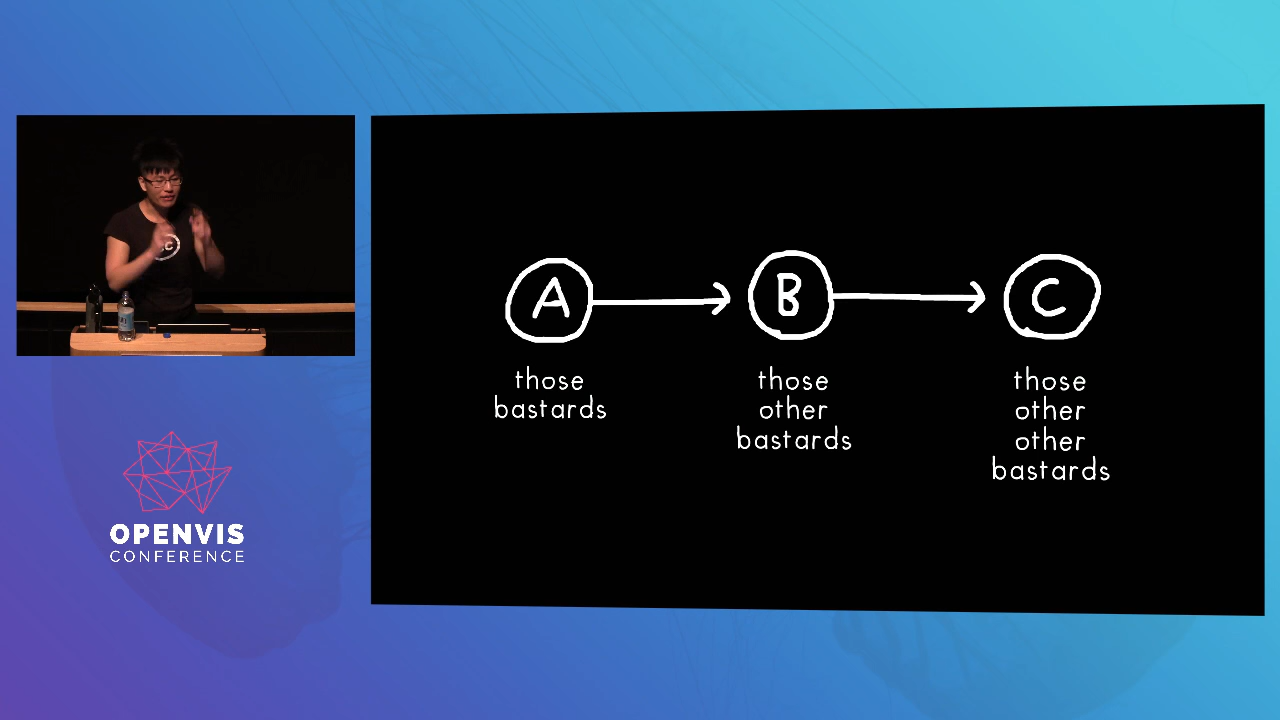 A
B
C
those
bastards
those
other
bastards
those
other
other
bastards
C
OPENVIS
CONFERENCE